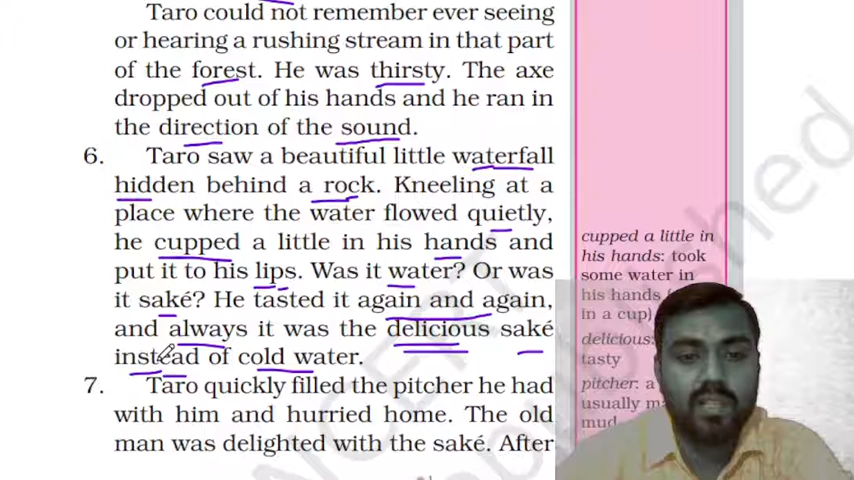 Taro could not remember ever seeing
or hearing a rushing stream in that part
of the forest. He was thirsty. The axe
dropped out of his hands and he ran in
the direction of the sound.
6. Taro saw a beautiful little waterfall
hidden behind a rock. Kneeling at a
place where the water flowed quietly,
he cupped a little in his hands and
put it to his lips. Was it water? Or was
it saké? He tasted it again and again,
and always it was the delicious saké
instead of cold water.
7. Taro quickly filled the pitcher he had
with him and hurried home. The old
man was delighted with the saké. After
cupped a little in
his hands: took
some water in
his hands
in a cup)
delicious:
tasty
pitcher: a
usually
mud
NCERT